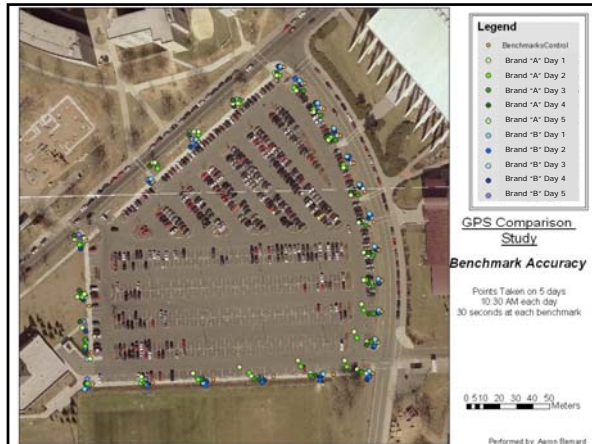 Legend
BenchmarksControl
Brand "A" Day 1
Brand "A" Day 2
Brand "A" Day 3
Brand "A" Day 4
Brand "A" Day 5
Brand "B" Day 1
Brand "B" Day 2
Brand "B" Day 3
Brand "B" Day 4
Brand "B" Day 5
GPS Comparison
Study
Benchmark Accuracy
Points Taken on 5 days
10:30 AM each day
30 seconds at each benchmark
0 5 10 20 30 40 50
Meters
Performed by Aaron Bernard